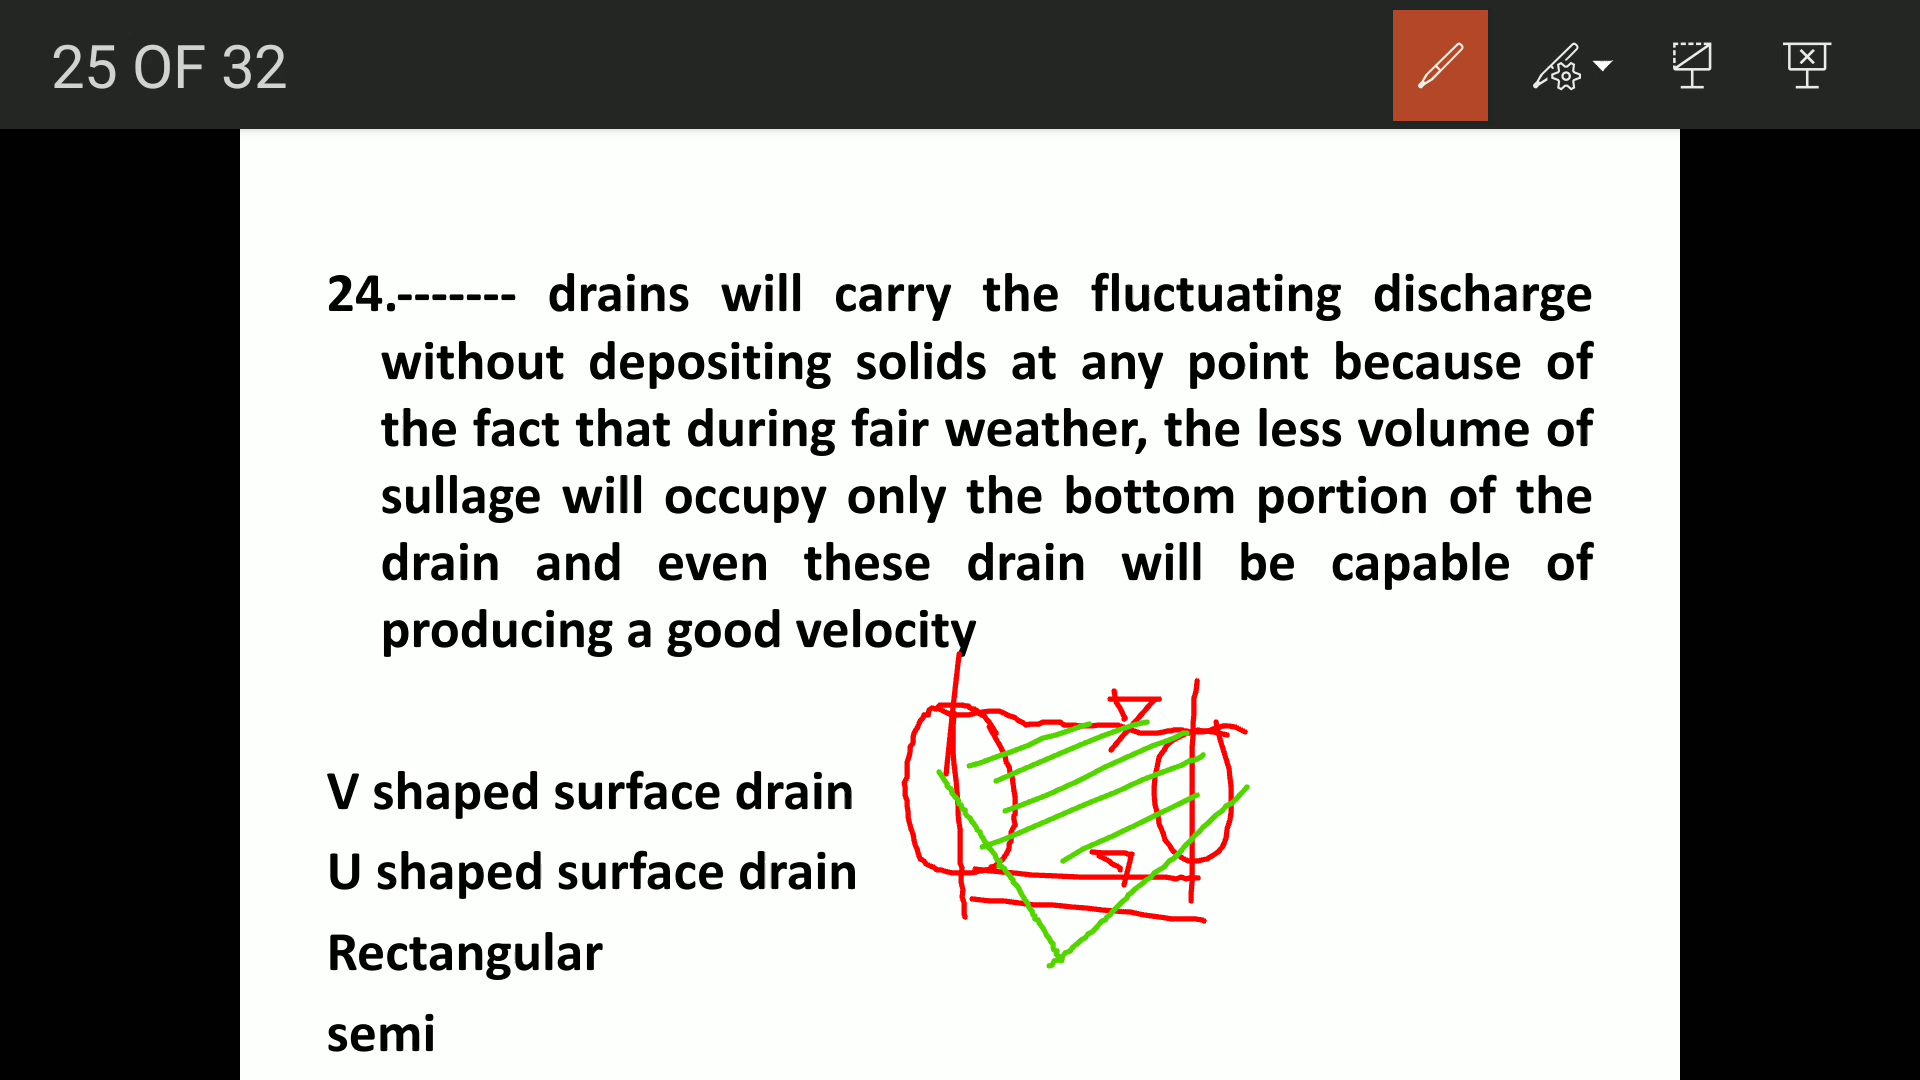 25 OF 32
24.------- drains will carry the fluctuating discharge
without depositing solids at any point because of
the fact that during fair weather, the less volume of
sullage will occupy only the bottom portion of the
drain and even these drain will be capable of
producing a good velocity
V shaped surface drain
U shaped surface drain
Rectangular
semi